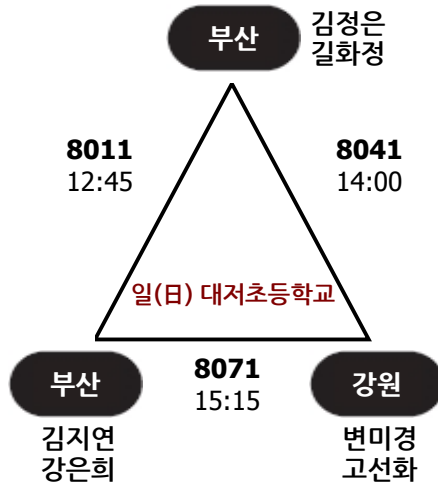 부산
김정은
길화정
8011
12:45
8041
14:00
일(日) 대저초등학교
부산
8071
15:15
강원
김지연
강은희
변미경
고선화